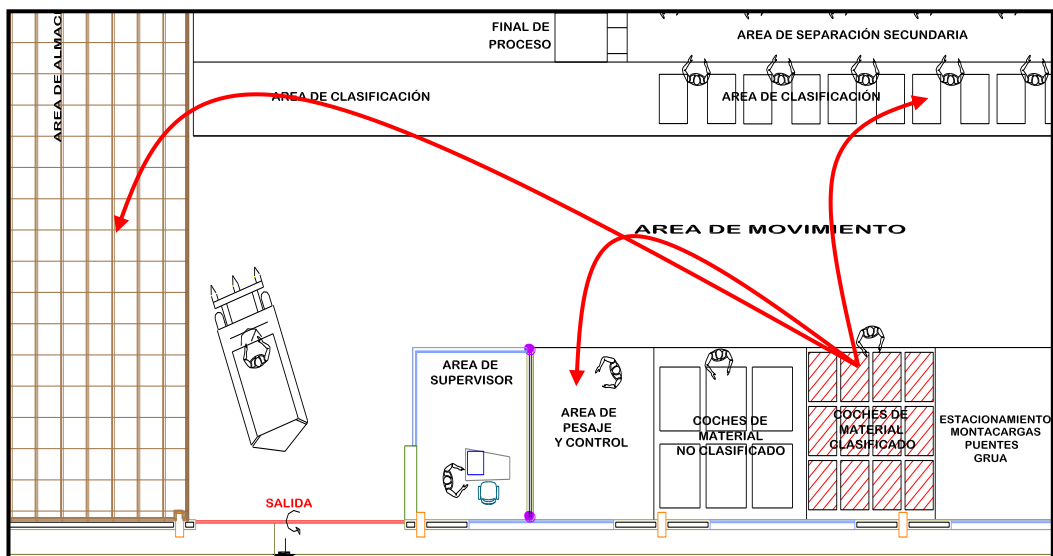 FINAL DE
PROCESO
AREA DE SEPARACIÓN SECUNDARIA
AREA DE ALMAC
AREA DE CLASIFICACIÓN
AREA DE CLASIFICACIÓN
AREA DE MOVIMIENTO
AREA DE
SUPERVISOR
AREA DE
PESAJE
Y CONTROL
COCHES DE
MATERIAL
NO CLASIFICADO
COCHES DE
MATERIAL
CLASIFICADO
ESTACIONAMIENTO
MONTACARGAS
PUENTES
GRUA
SALIDA